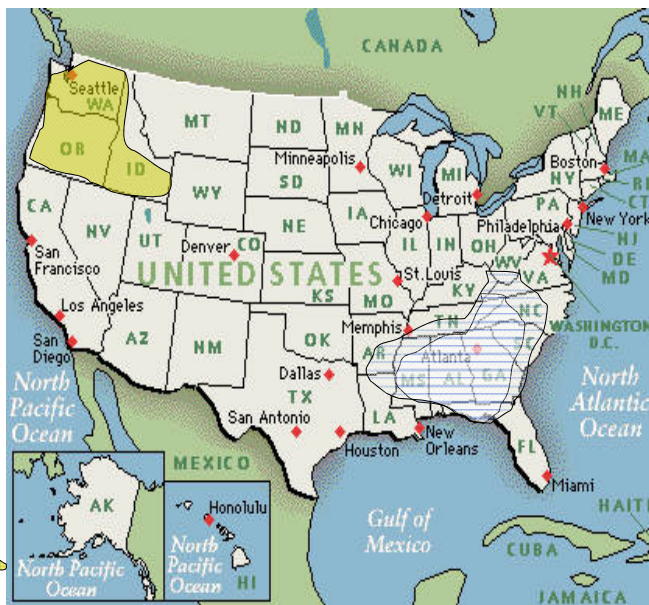 CANADA
NH
VT
ME
Seattle
WA
MT
ND
MN
OR
ID
Minneapolis
WI
MI
Boston
MA
NY
RI
SD
WY
Detroit
CT
IA
PA
New York
CA
NV
UT
NE
Chicago
Philadelphia
NJ
Denver
CO
IL
IN
OH
DE
San
Francisco
MD
WV
UNITED STATES
St. Louis
VA
KS
MO
KY
Los Angeles
NC
WASHINGTON
D.C.
TN
Memphis
OK
San
Diego
AZ
NM
AR
SC
Atlanta
North
Pacific
Ocean
Dallas
MS
AL
GA
North
Atlantic
Ocean
TX
San Antonio
LA
New
Orleans
Houston
FL
MEXICO
Miami
AK
Honolulu
HAITI
Gulf of
Mexico
North
Pacific
Ocean
CUBA
North Pacific
Ocean
HI
JAMAICA